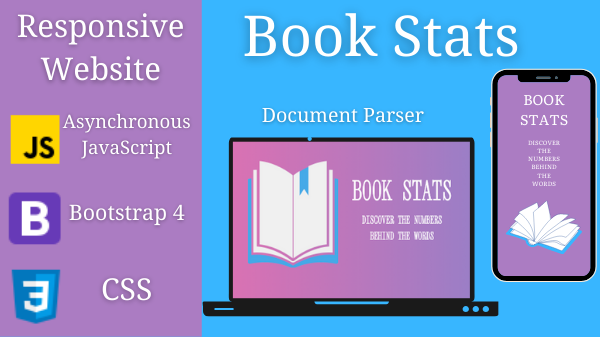 Responsive
Website
JS
Asynchronous
JavaScript
B
Bootstrap 4
3
CSS
Book Stats
Document Parser
BOOK STATS
DISCOVER THE NUMBERS
BEHIND THE WORDS
BOOK
STATS
DISCOVER
THE
NUMBERS
BEHIND
THE
WORDS